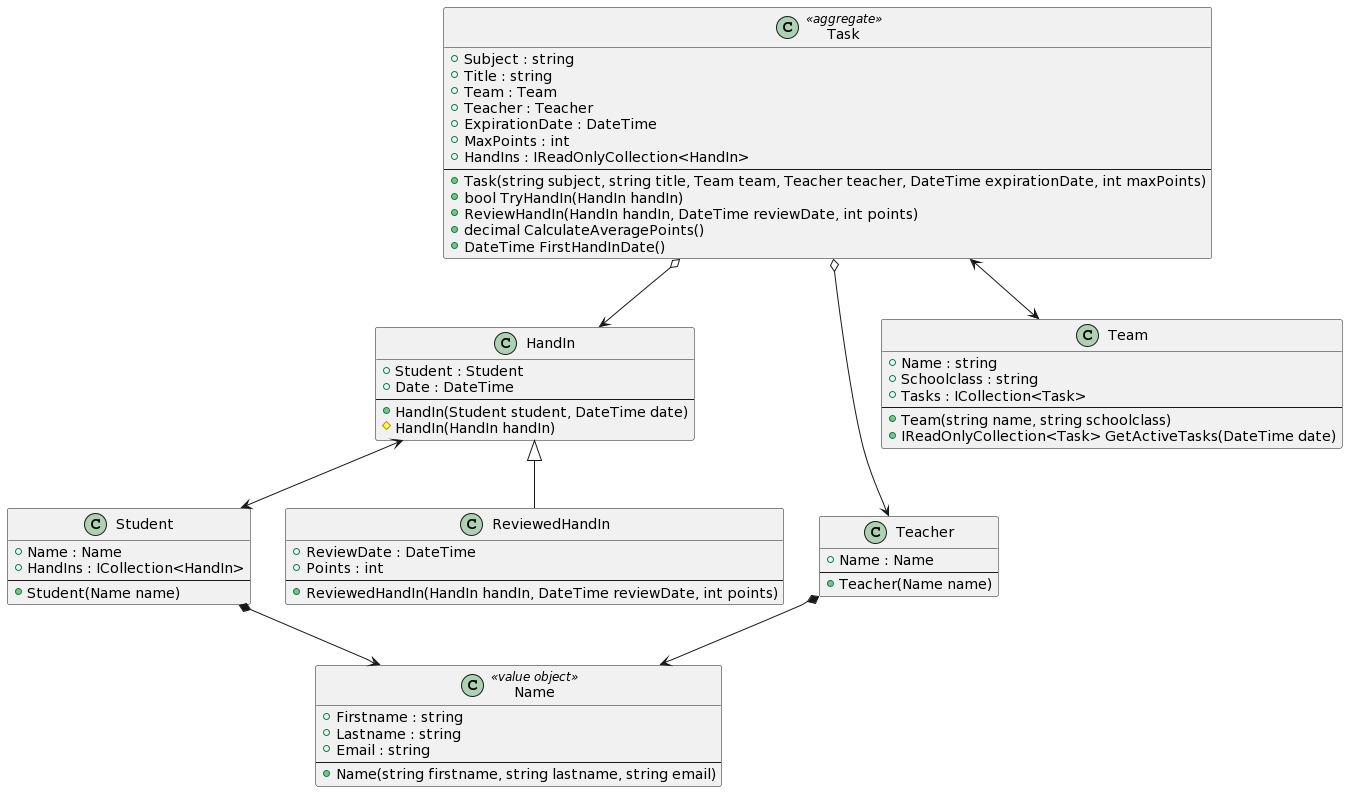 C
«aggregate»
Task
Subject : string
Title : string
Team : Team
Teacher : Teacher
ExpirationDate : DateTime
MaxPoints : int
HandIns : IReadOnlyCollection<HandIn>
Task(string subject, string title, Team team, Teacher teacher, DateTime expirationDate, int maxPoints)
bool TryHandIn(HandIn handIn)
ReviewHandIn(HandIn handIn, DateTime reviewDate, int points)
decimal CalculateAveragePoints()
DateTime FirstHandInDate()
C HandIn
Student : Student
Date : DateTime
HandIn(Student student, DateTime date)
HandIn(HandIn handIn)
C Team
Name : string
Schoolclass : string
Tasks : ICollection<Task>
Team(string name, string schoolclass)
IReadOnlyCollection<Task> GetActiveTasks(DateTime date)
C Student
Name : Name
HandIns : ICollection<HandIn>
Student(Name name)
C ReviewedHandIn
ReviewDate : DateTime
Points : int
ReviewedHandIn(HandIn handIn, DateTime reviewDate, int points)
C Teacher
Name : Name
Teacher(Name name)
C
«value object»
Name
Firstname : string
Lastname : string
Email : string
Name(string firstname, string lastname, string email)